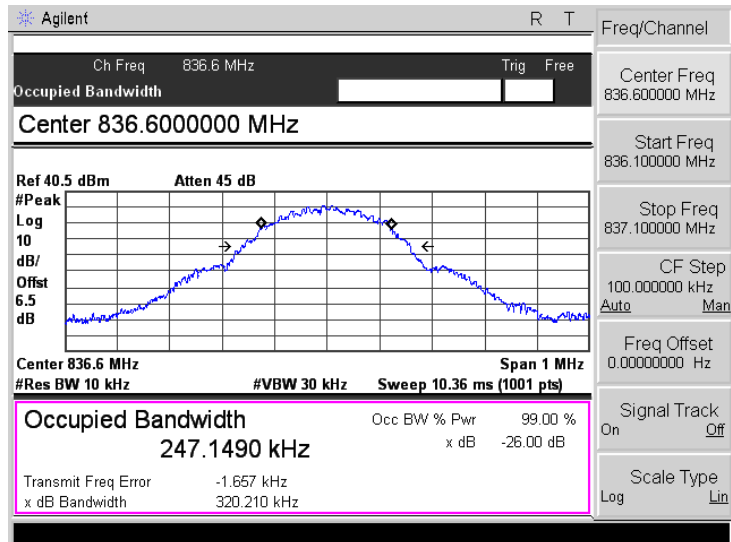 Agilent R T
Ch Freq 836.6 MHz Trig Free
Occupied Bandwidth
Center 836.6000000 MHz
Ref 40.5 dBm Atten 45 dB
#Peak
Log
10
dB/
Offst
6.5
dB
Center 836.6 MHz Span 1 MHz
#Res BW 10 kHz #VBW 30 kHz Sweep 10.36 ms (1001 pts)
Occupied Bandwidth Occ BW % Pwr 99.00 %
247.1490 kHz x dB -26.00 dB
Transmit Freq Error -1.657 kHz
x dB Bandwidth 320.210 kHz
Freq/Channel
Center Freq
836.600000 MHz
Start Freq
836.100000 MHz
Stop Freq
837.100000 MHz
CF Step
100.000000 kHz
Auto Man
Freq Offset
0.00000000 Hz
Signal Track
On Off
Scale Type
Log Lin